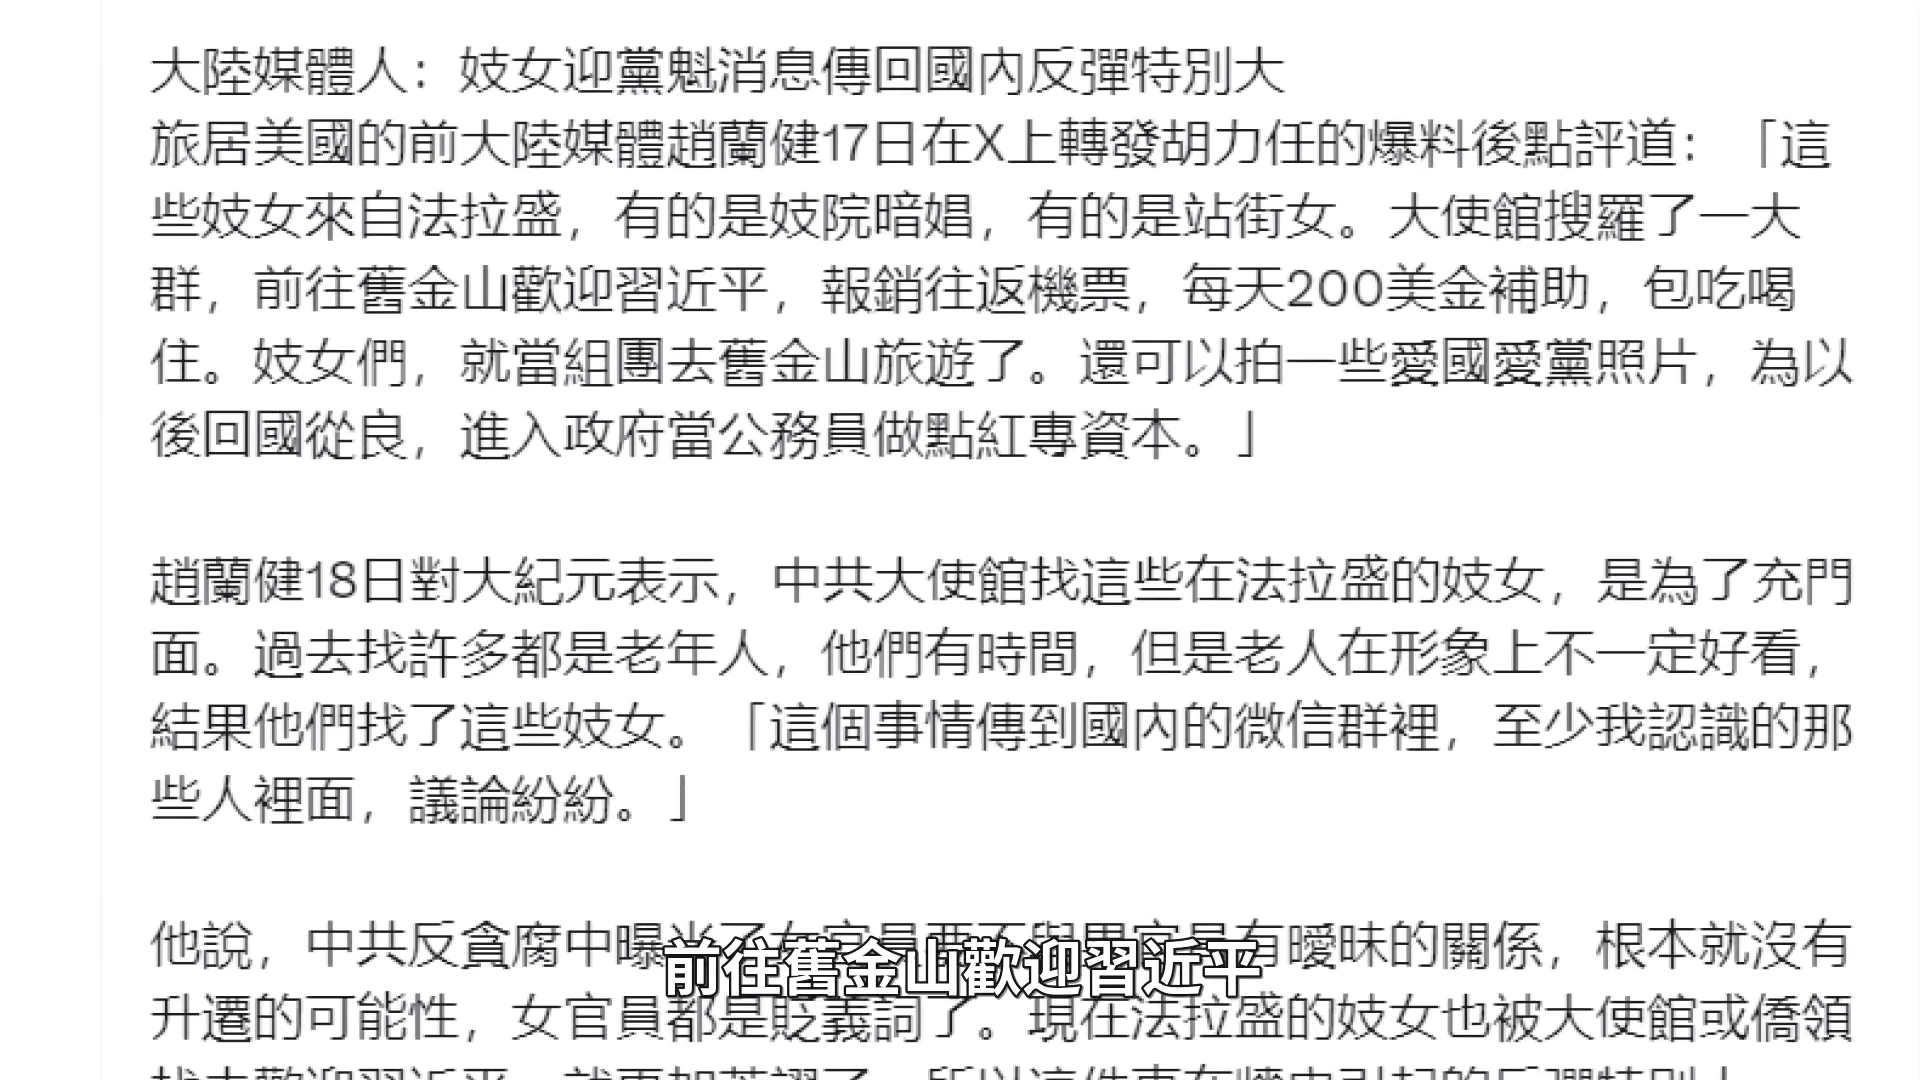 大陸媒體人：妓女迎黨魁消息傳回國內反彈特別大
旅居美國的前大陸媒體趙蘭健17日在X上轉發胡力任的爆料後點評道：「這
些妓女來自法拉盛，有的是妓院暗娼，有的是站街女。大使館搜羅了一大
群，前往舊金山歡迎習近平，報銷往返機票，每天200美金補助，包吃喝
住。妓女們，就當組團去舊金山旅遊了。還可以拍一些愛國愛黨照片，為以
後回國從良，進入政府當公務員做點紅專資本。」
趙蘭健18日對大紀元表示，中共大使館找這些在法拉盛的妓女，是為了充門
面。過去找許多都是老年人，他們有時間，但是老人在形象上不一定好看，
結果他們找了這些妓女。「這個事情傳到國內的微信群裡，至少我認識的那
些人裡面，議論紛紛。」
他說，中共反貪腐中曝光了女官員要不與男官員有曖昧的關係，根本就沒有
前往舊金山歡迎習近平
升遷的可能性，女官員都是貶義詞了。現在法拉盛的妓女也被大使館或僑領